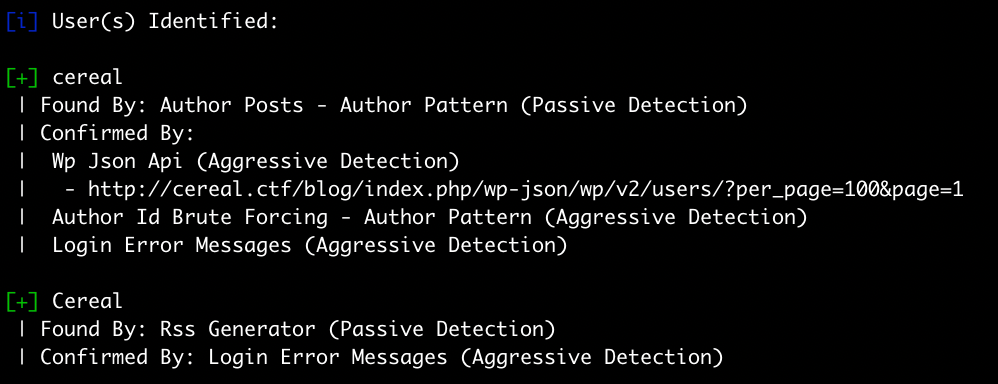 [i] User(s) Identified:
[+] cereal
| Found By: Author Posts - Author Pattern (Passive Detection)
| Confirmed By:
|  Wp Json Api (Aggressive Detection)
|   - http://cereal.ctf/blog/index.php/wp-json/wp/v2/users/?per_page=100&page=1
|  Author Id Brute Forcing - Author Pattern (Aggressive Detection)
|  Login Error Messages (Aggressive Detection)
[+] Cereal
| Found By: Rss Generator (Passive Detection)
| Confirmed By: Login Error Messages (Aggressive Detection)